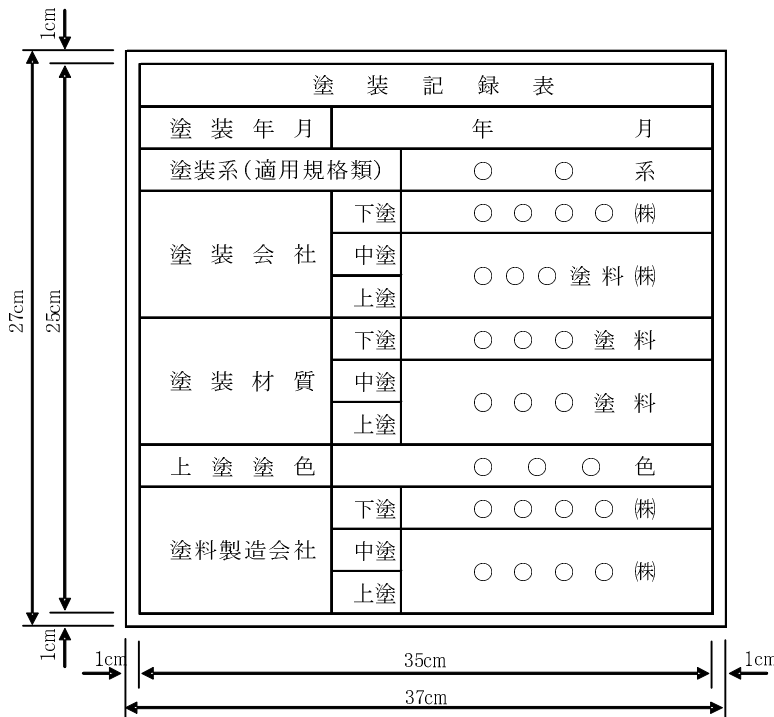 1cm
塗装記録表
塗装年月 年 月
塗装系(適用規格類) ○ ○ 系
塗装会社 下塗 ○○○○㈱
中塗
○○○塗料㈱
上塗
塗装材質 下塗 ○○○塗料
中塗
○○○塗料
上塗
上塗塗色 ○○○色
塗料製造会社 下塗 ○○○○㈱
中塗
○○○○㈱
上塗
27cm
25cm
1cm
1cm
35cm
1cm
37cm